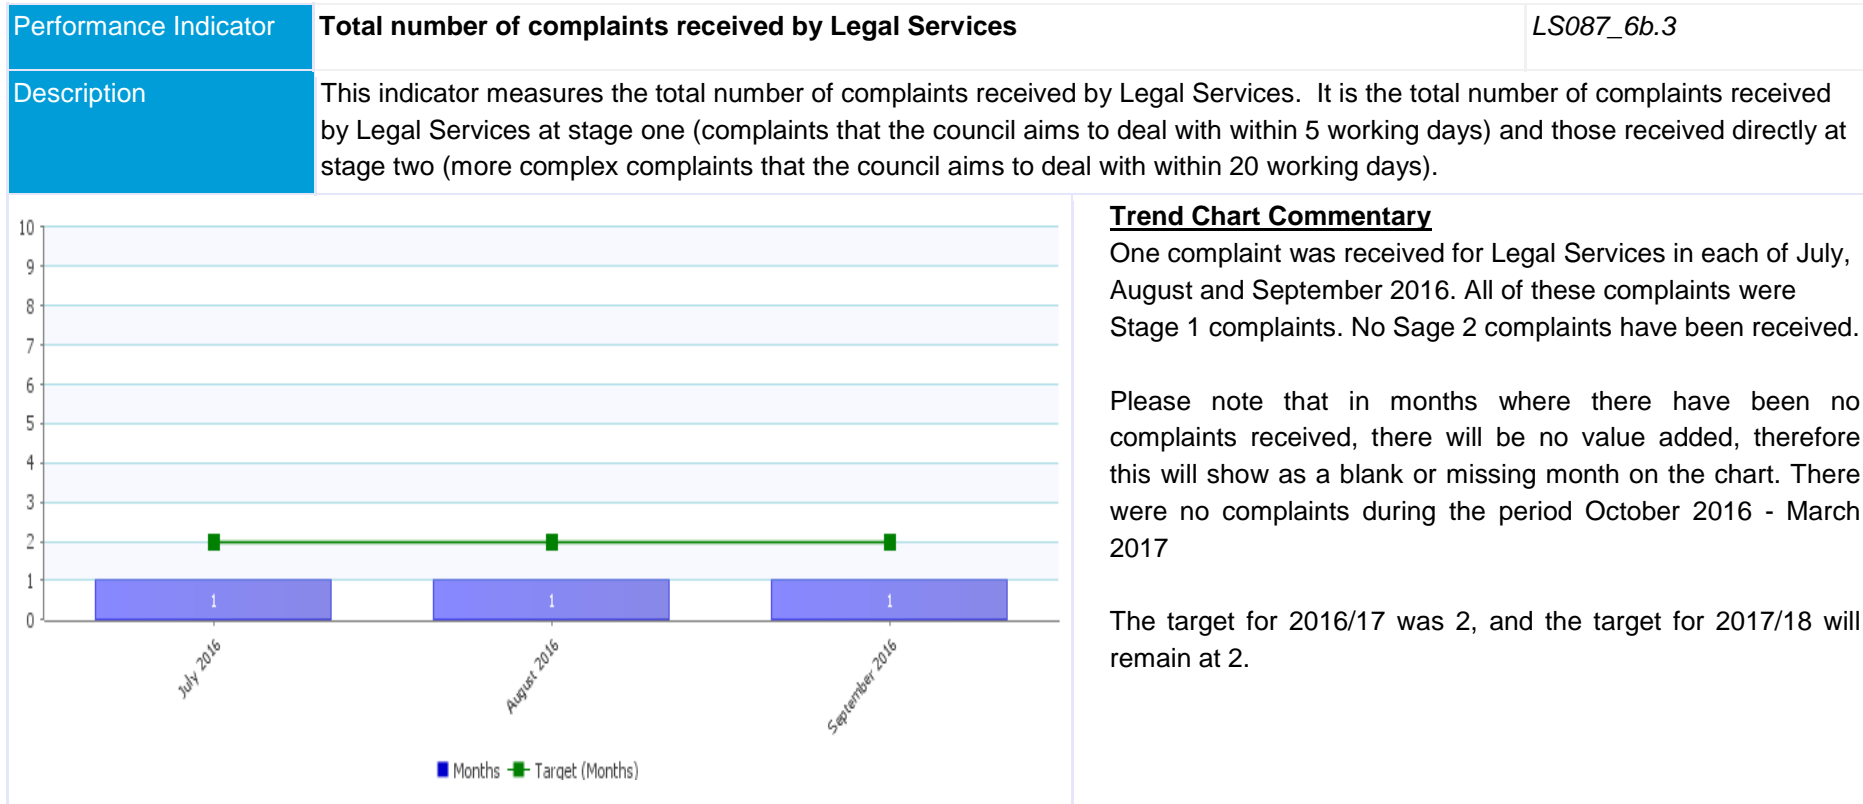 Performance Indicator
Total number of complaints received by Legal Services
LS087_6b.3
Description
This indicator measures the total number of complaints received by Legal Services.  It is the total number of complaints received
by Legal Services at stage one (complaints that the council aims to deal with within 5 working days) and those received directly at
stage two (more complex complaints that the council aims to deal with within 20 working days).
10
9
8
7
6
5
4
3
2
1
0
1
1
1
July 2016
August 2016
September 2016
Months
Target (Months)
Trend Chart Commentary
One complaint was received for Legal Services in each of July,
August and September 2016. All of these complaints were
Stage 1 complaints. No Sage 2 complaints have been received.
Please note that in months where there have been no
complaints received, there will be no value added, therefore
this will show as a blank or missing month on the chart. There
were no complaints during the period October 2016 - March
2017
The target for 2016/17 was 2, and the target for 2017/18 will
remain at 2.